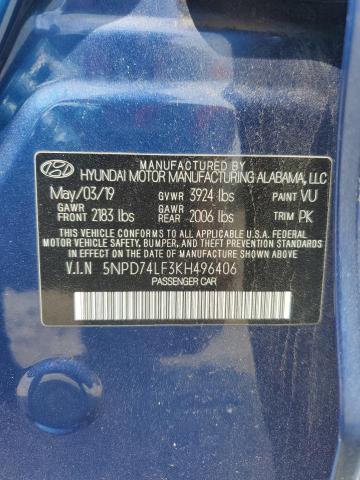 MANUFACTURED BY
HYUNDAI MOTOR MANUFACTURING ALABAMA, LLC
May/03/19 GVWR 3924 lbs PAINT VU
GAWR FRONT 2183 lbs GAWR REAR 2006 lbs TRIM PK
THIS VEHICLE CONFORMS TO ALL APPLICABLE U.S.A FEDERAL
MOTOR VEHICLE SAFETY, BUMPER, AND THEFT PREVENTION
STANDARDS IN EFFECT ON THE DATE OF MANUFACTURE SHOWN ABOVE.
V.I.N 5NPD74LF3KH496406
PASSENGER CAR